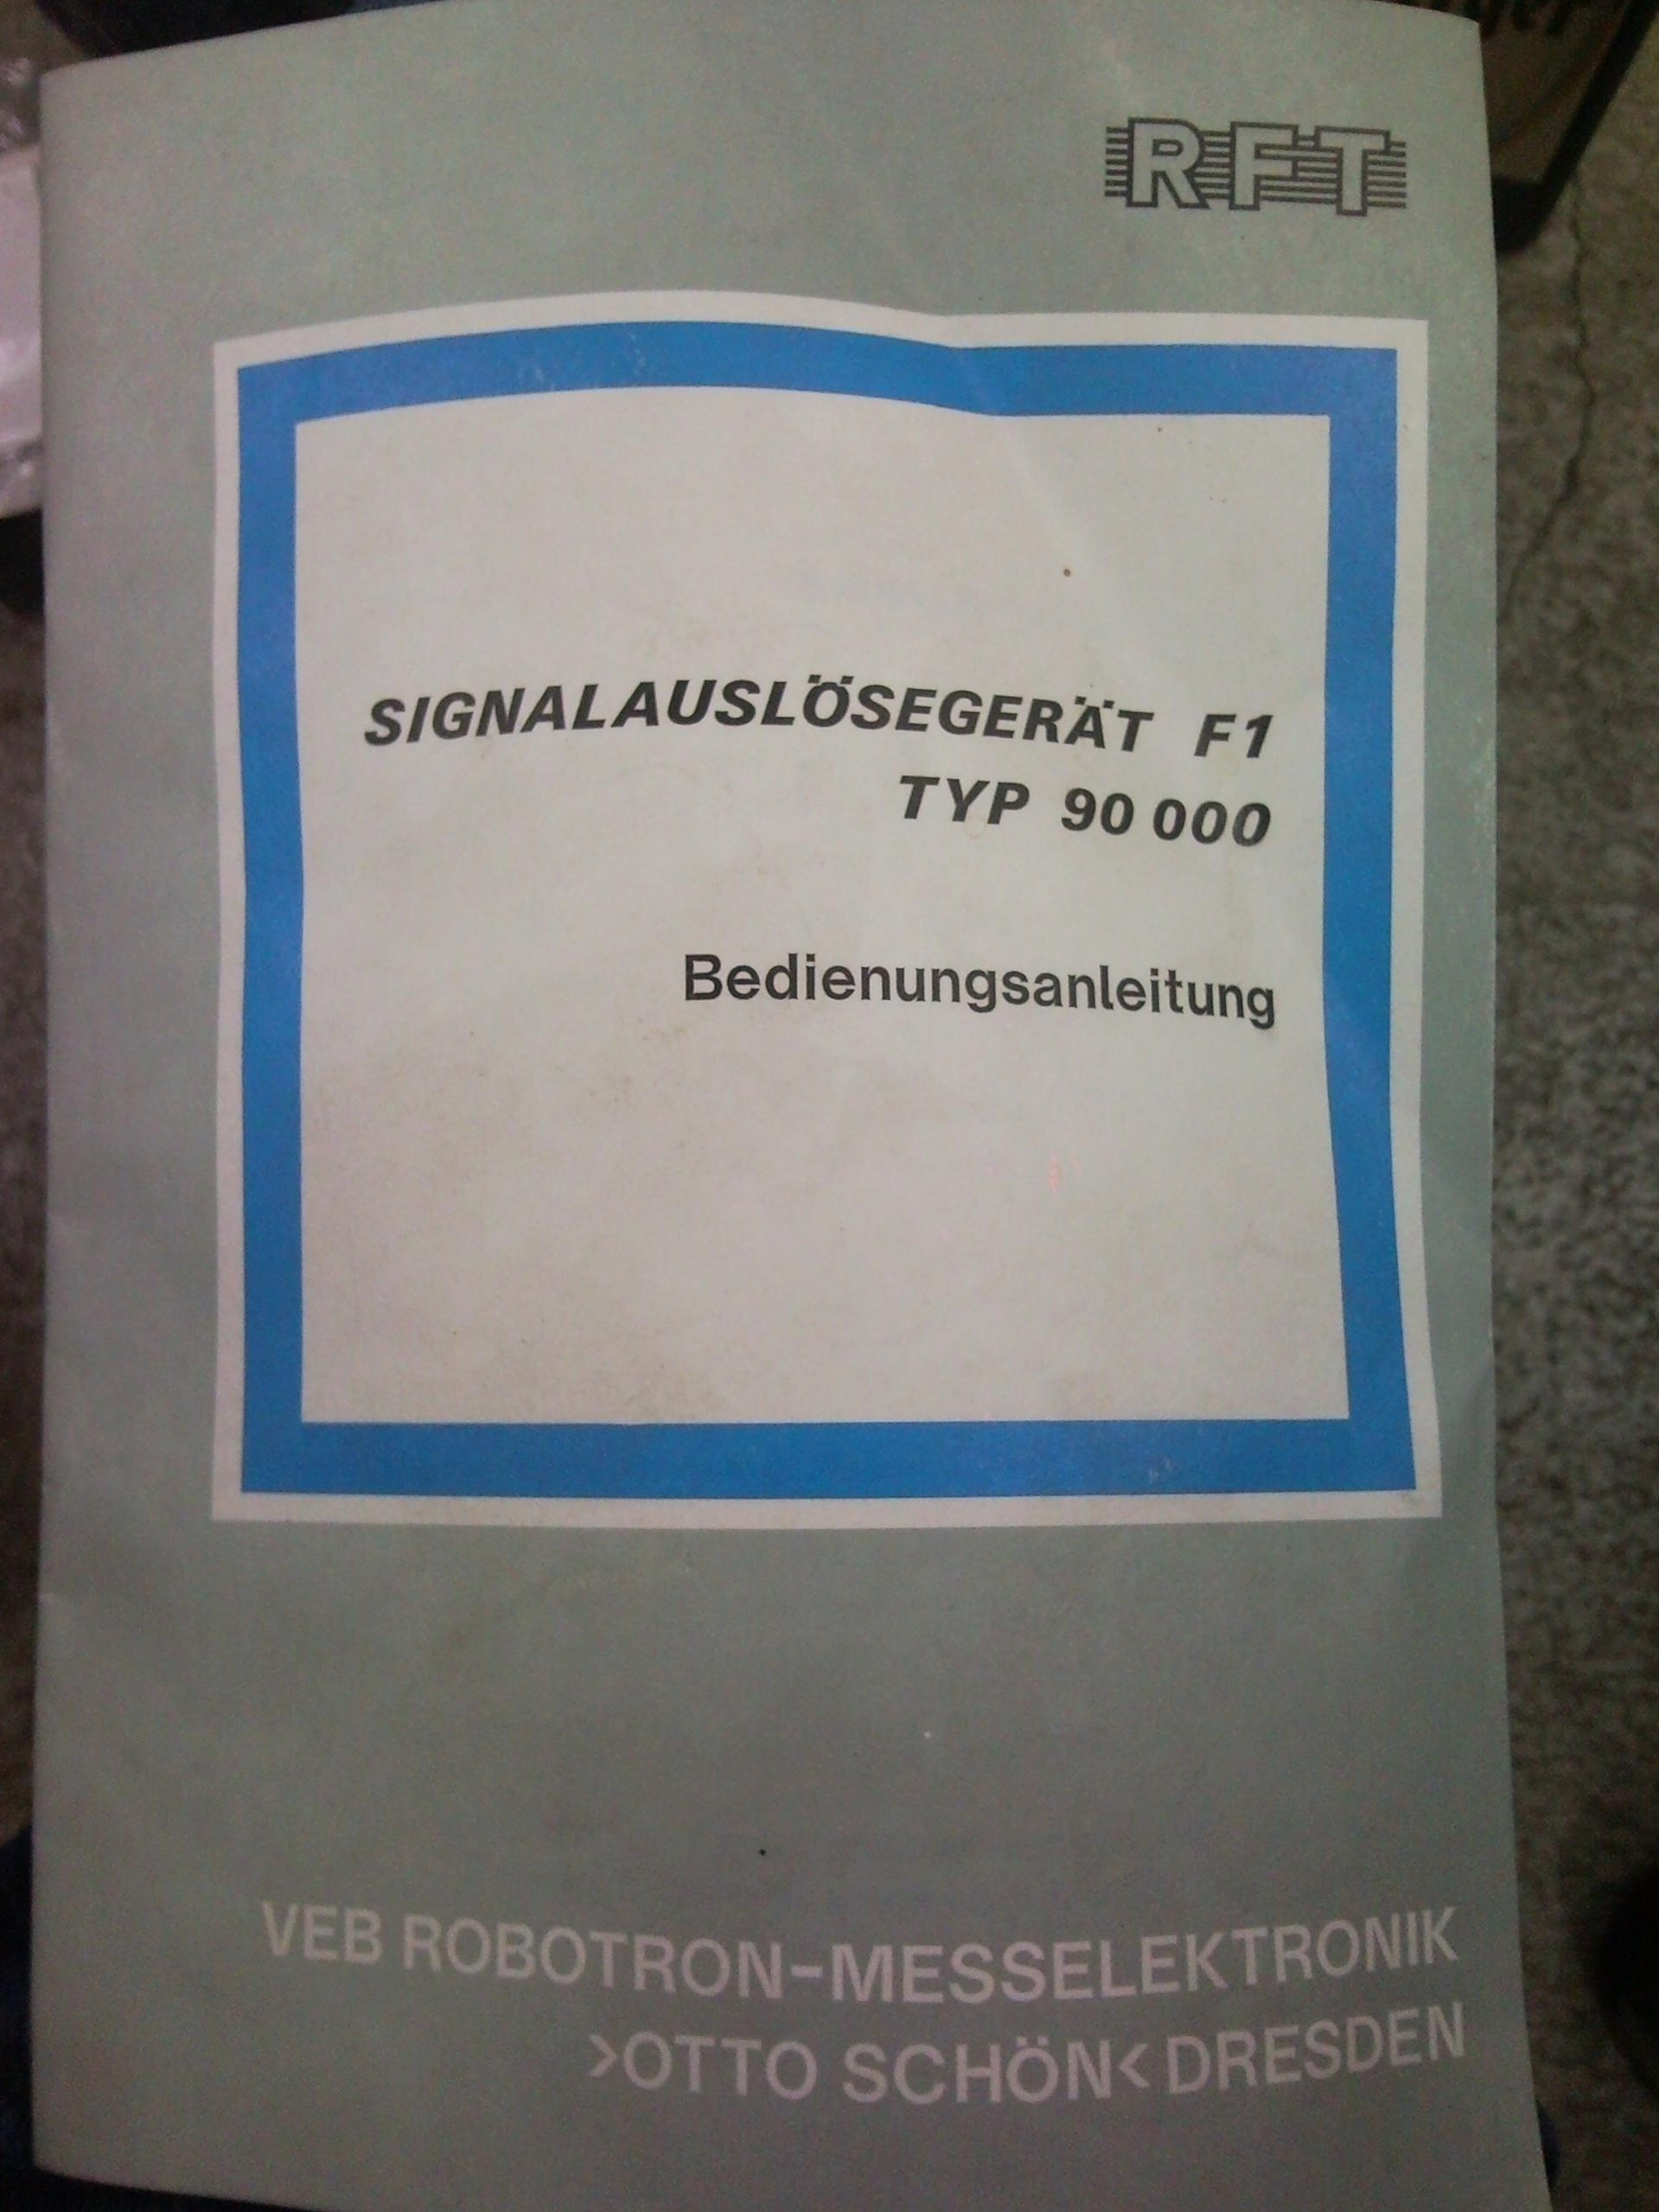 RFT
SIGNALAUSLÖSEGERÄT F1
TYP 90 000
Bedienungsanleitung
VEB ROBOTRON-MESSELEKTRONIK
>OTTO SCHÖN< DRESDEN